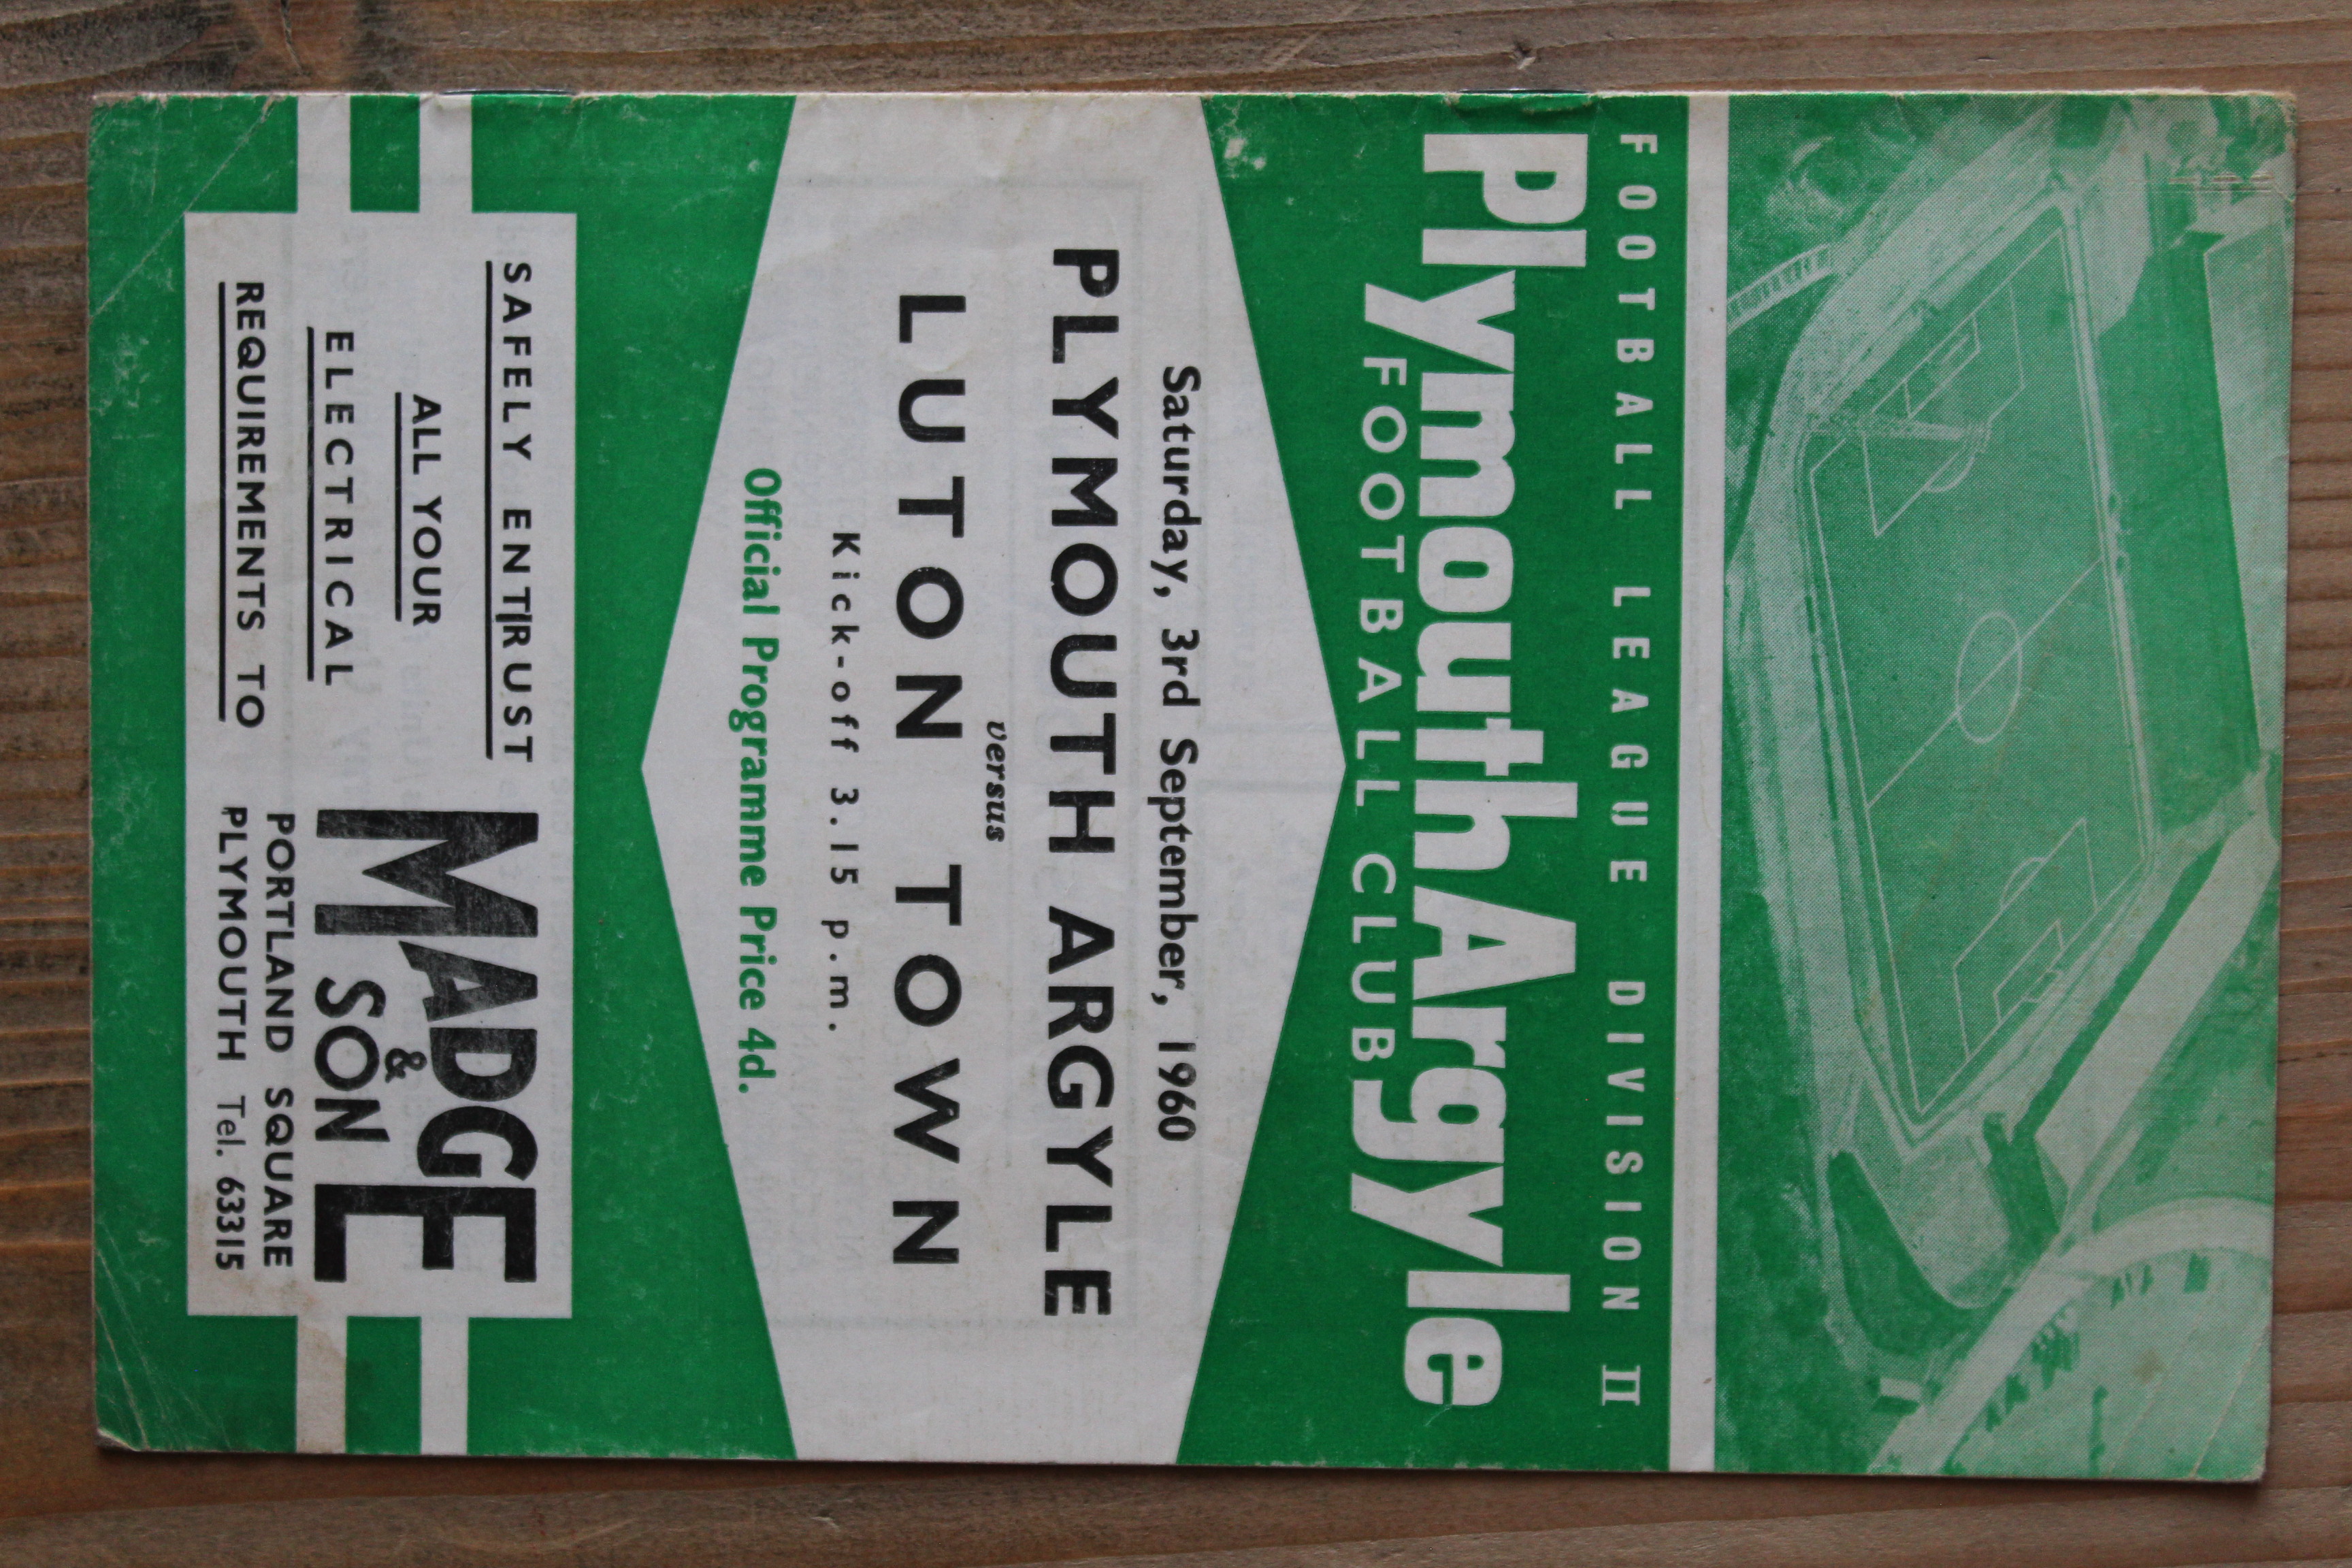 FOOTBALL LEAGUE DIVISION II
Plymouth Argyle
FOOTBALL CLUB
Saturday, 3rd September, 1960
PLYMOUTH ARGYLE
versus
LUTON TOWN
Kick-off 3.15 p.m.
Official Programme Price 4d.
SAFELY ENTRUST
ALL YOUR
ELECTRICAL
REQUIREMENTS TO
MADGE
& SON
PORTLAND SQUARE
PLYMOUTH Tel. 63315